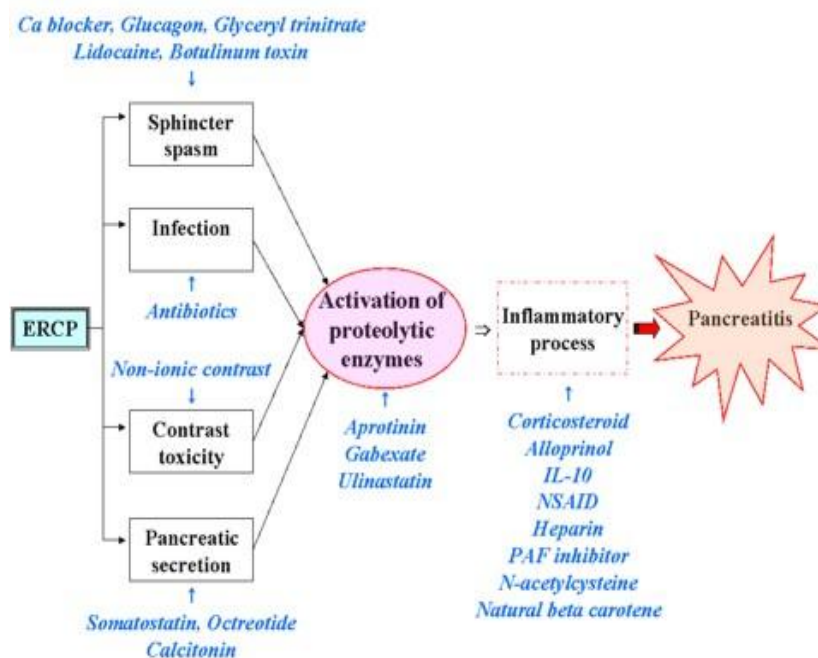 Ca blocker, Glucagon, Glyceryl trinitrate
Lidocaine, Botulinum toxin
Sphincter
spasm
Infection
Antibiotics
ERCP
Non-ionic contrast
Contrast
toxicity
Pancreatic
secretion
Somatostatin, Octreotide
Calcitonin
Activation of
proteolytic
enzymes
Aprotinin
Gabexate
Ulinastatin
Inflammatory
process
Corticosteroid
Alloprinol
IL-10
NSAID
Heparin
PAF inhibitor
N-acetylcysteine
Natural beta carotene
Pancreatitis